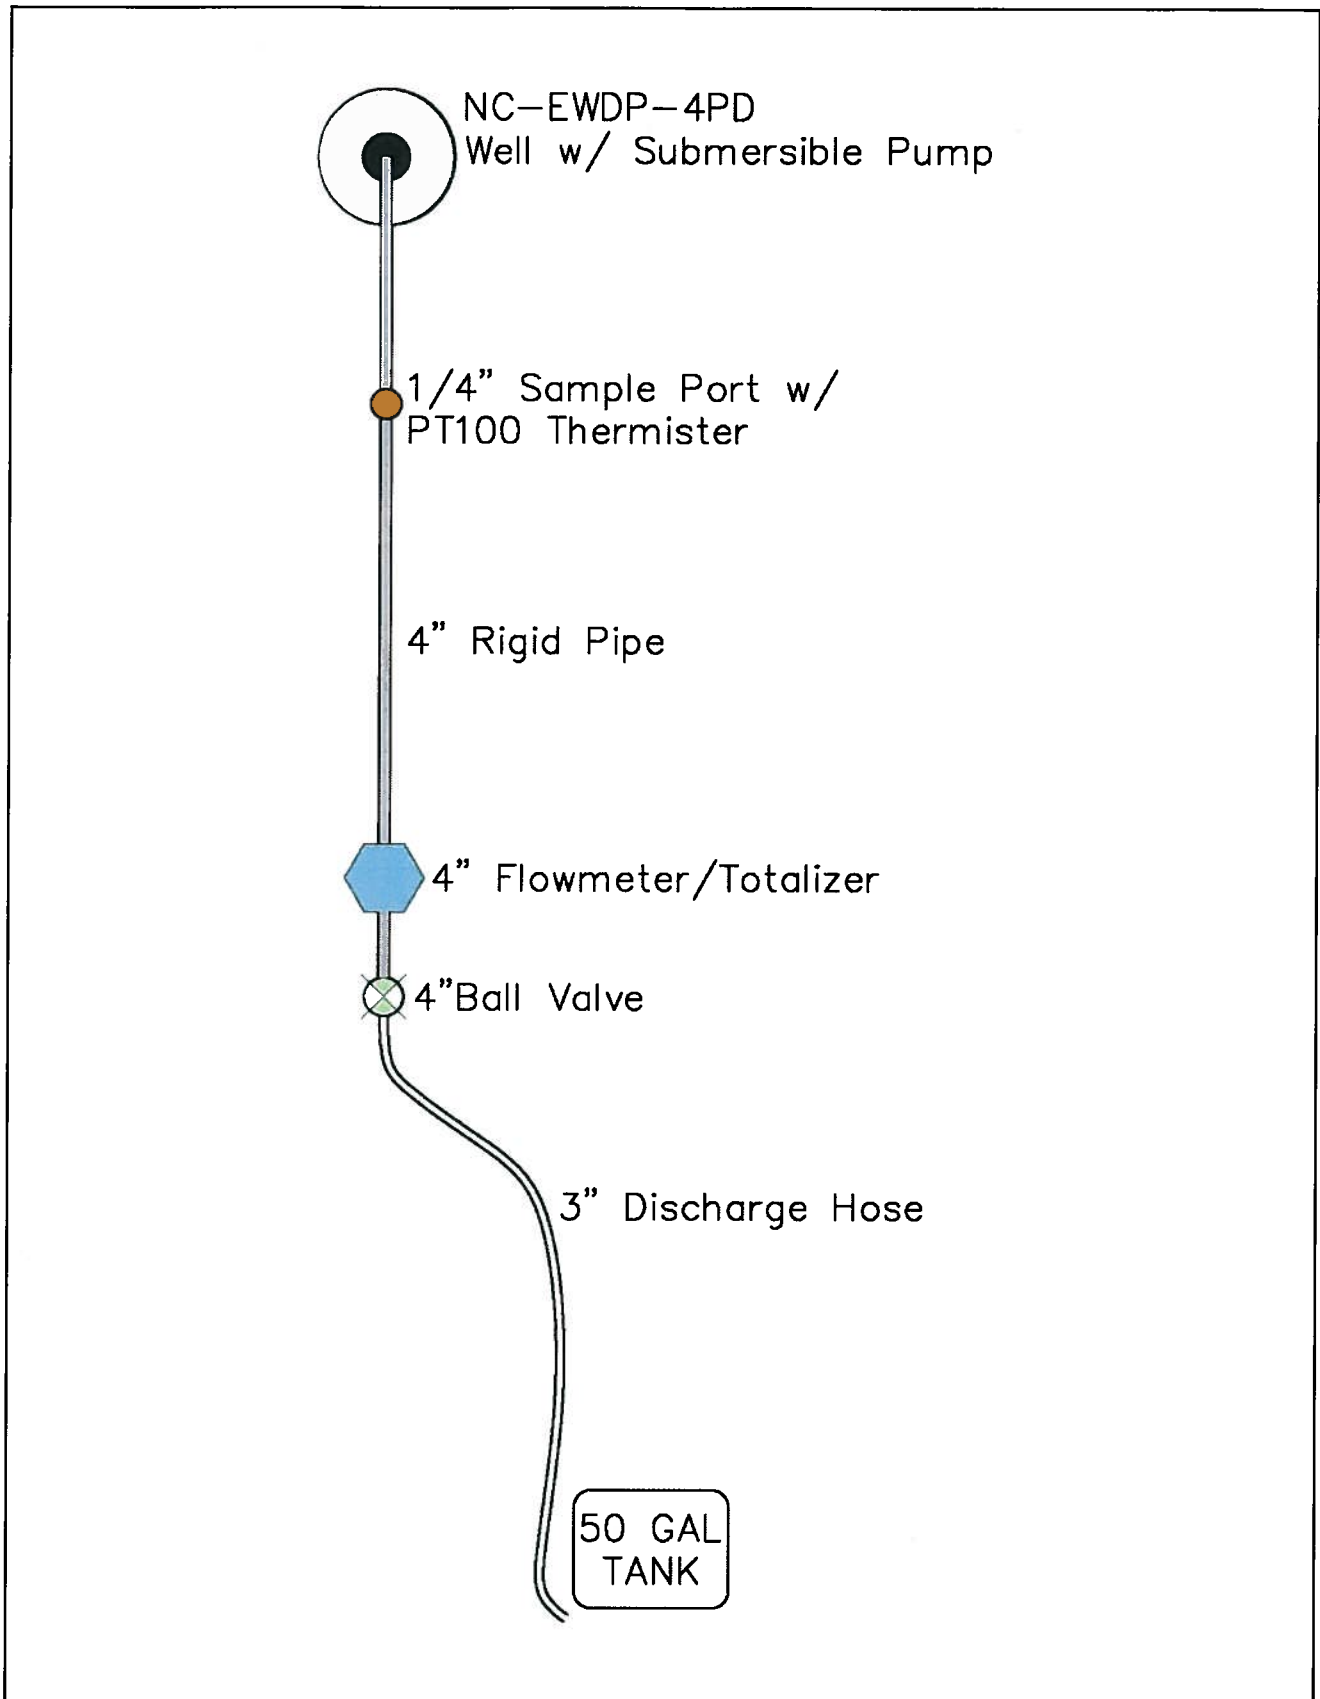 NC-EWDP-4PD
Well w/ Submersible Pump
1/4" Sample Port w/
PT100 Thermister
4" Rigid Pipe
4" Flowmeter/Totalizer
4"Ball Valve
3" Discharge Hose
50 GAL
TANK